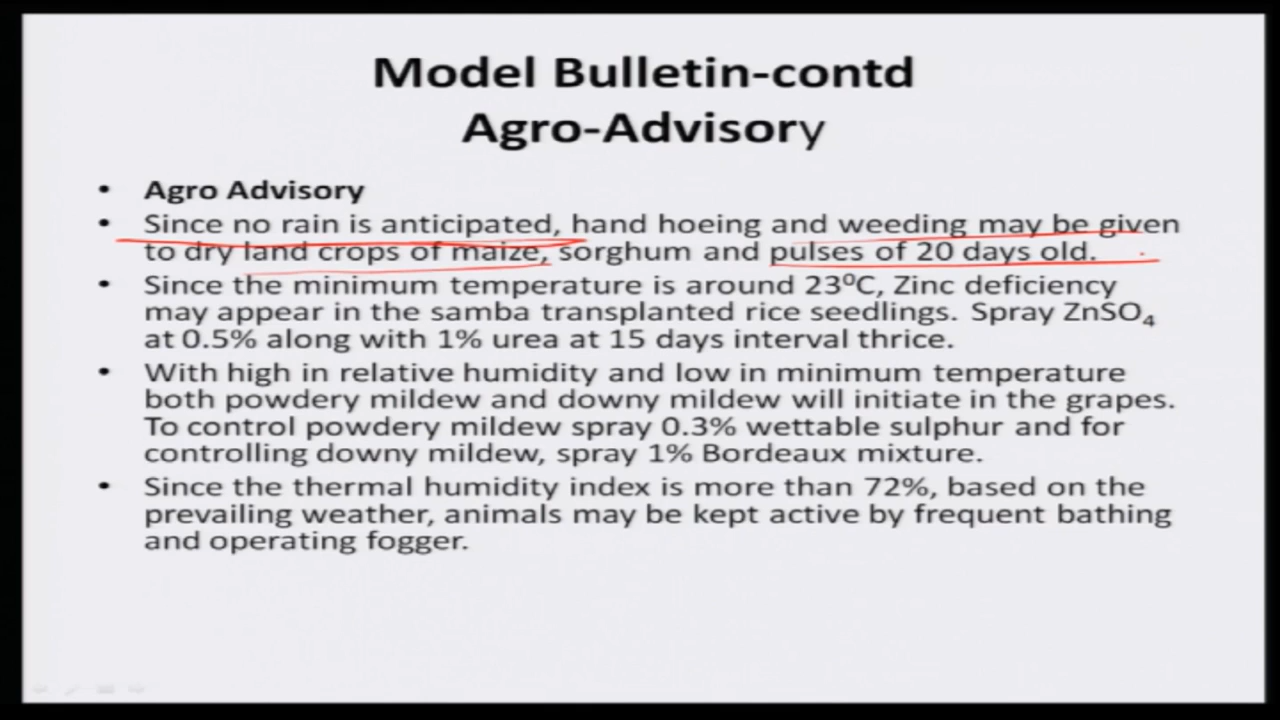 Model Bulletin-contd
Agro-Advisory
• Agro Advisory
• Since no rain is anticipated, hand hoeing and weeding may be given
to dry land crops of maize, sorghum and pulses of 20 days old.
• Since the minimum temperature is around 23⁰C, Zinc deficiency
may appear in the samba transplanted rice seedlings. Spray ZnSO₄
at 0.5% along with 1% urea at 15 days interval thrice.
• With high in relative humidity and low in minimum temperature
both powdery mildew and downy mildew will initiate in the grapes.
To control powdery mildew spray 0.3% wettable sulphur and for
controlling downy mildew, spray 1% Bordeaux mixture.
• Since the thermal humidity index is more than 72%, based on the
prevailing weather, animals may be kept active by frequent bathing
and operating fogger.